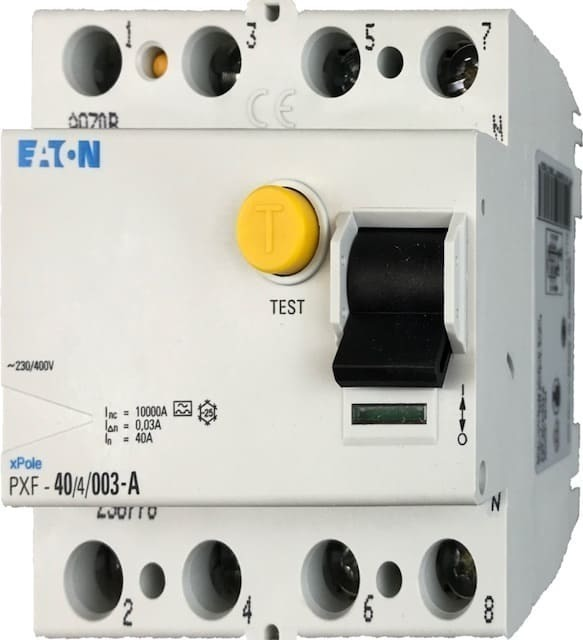 1 3 5 7
CE
N
EATON
T
TEST
~230/400V
Inc = 10000A
I∆n = 0,03A
In = 40A
-25
I
O
xPole
PXF - 40/4/003-A
N
2 4 6 8